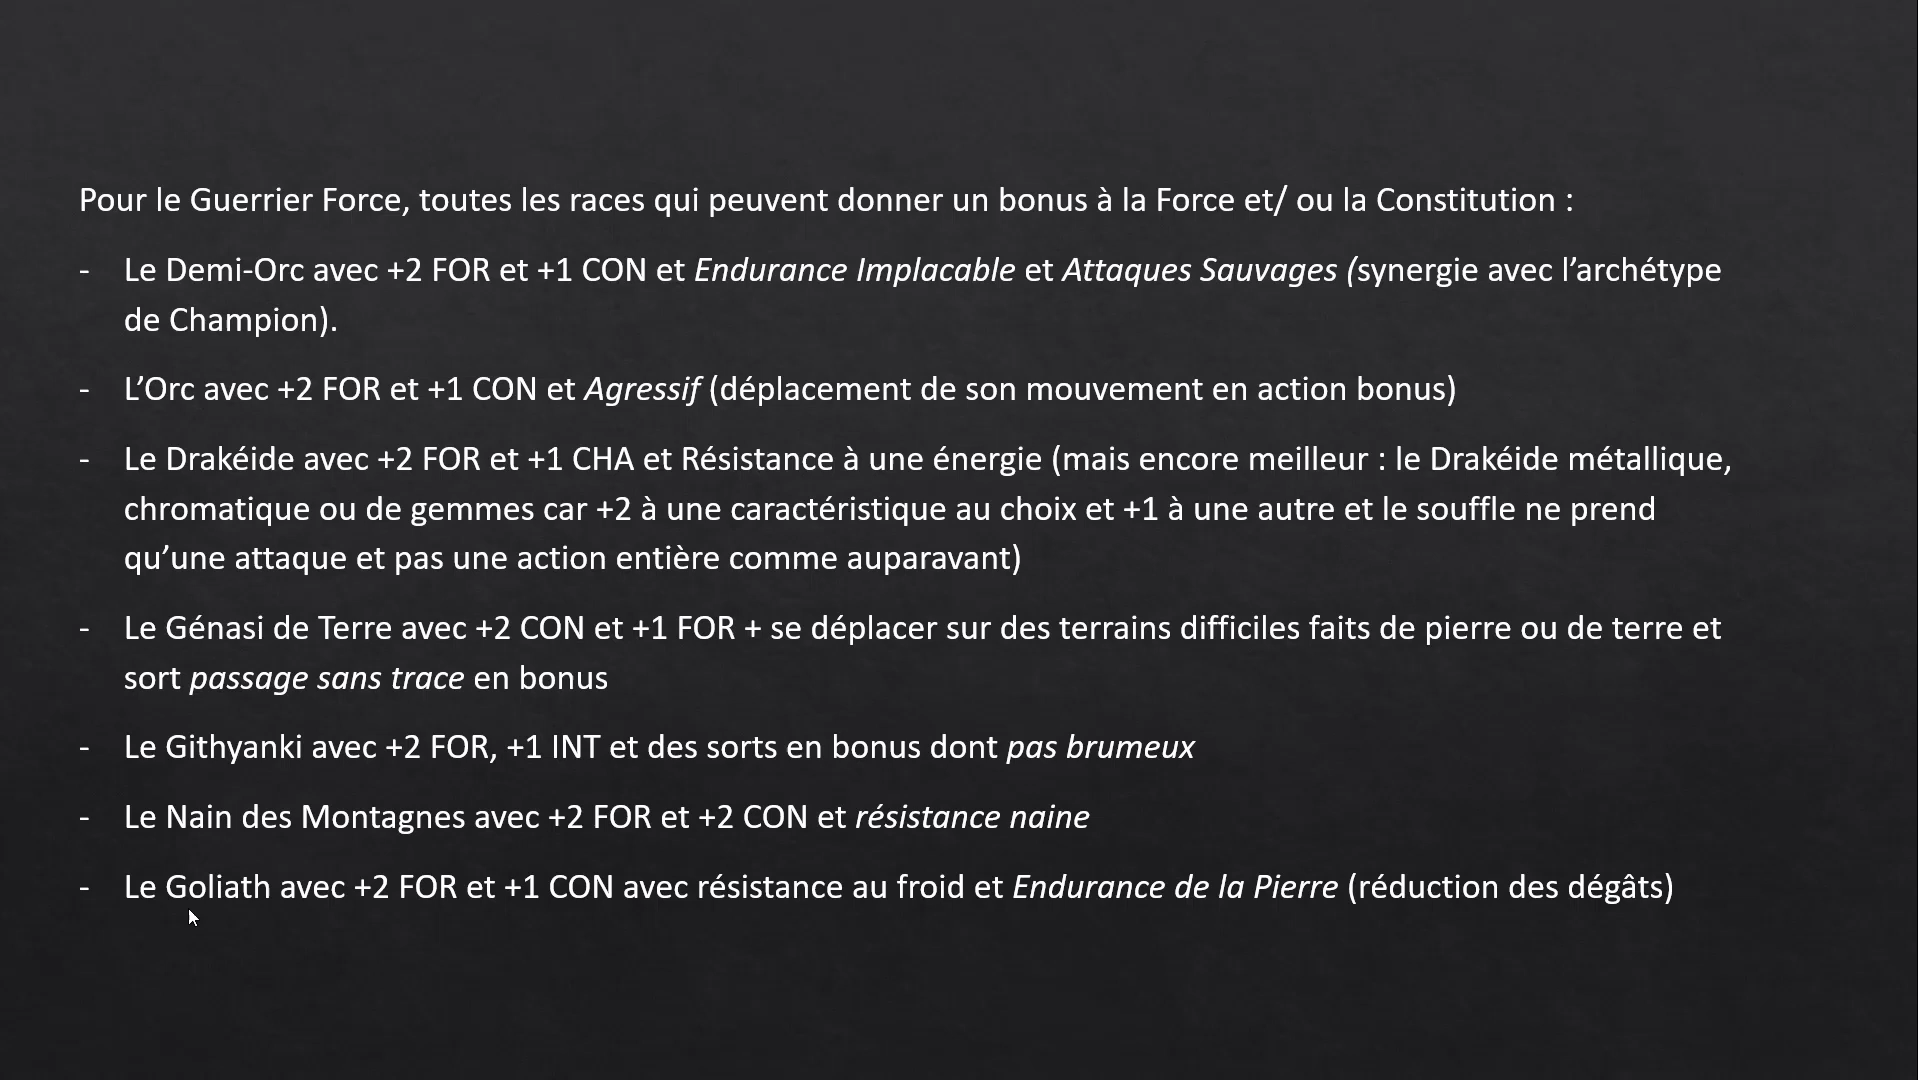 Pour le Guerrier Force, toutes les races qui peuvent donner un bonus à la Force et/ ou la Constitution :
- Le Demi-Orc avec +2 FOR et +1 CON et Endurance Implacable et Attaques Sauvages (synergie avec l’archétype
de Champion).
- L’Orc avec +2 FOR et +1 CON et Agressif (déplacement de son mouvement en action bonus)
- Le Drakéide avec +2 FOR et +1 CHA et Résistance à une énergie (mais encore meilleur : le Drakéide métallique,
chromatique ou de gemmes car +2 à une caractéristique au choix et +1 à une autre et le souffle ne prend
qu’une attaque et pas une action entière comme auparavant)
- Le Génasi de Terre avec +2 CON et +1 FOR + se déplacer sur des terrains difficiles faits de pierre ou de terre et
sort passage sans trace en bonus
- Le Githyanki avec +2 FOR, +1 INT et des sorts en bonus dont pas brumeux
- Le Nain des Montagnes avec +2 FOR et +2 CON et résistance naine
- Le Goliath avec +2 FOR et +1 CON avec résistance au froid et Endurance de la Pierre (réduction des dégâts)